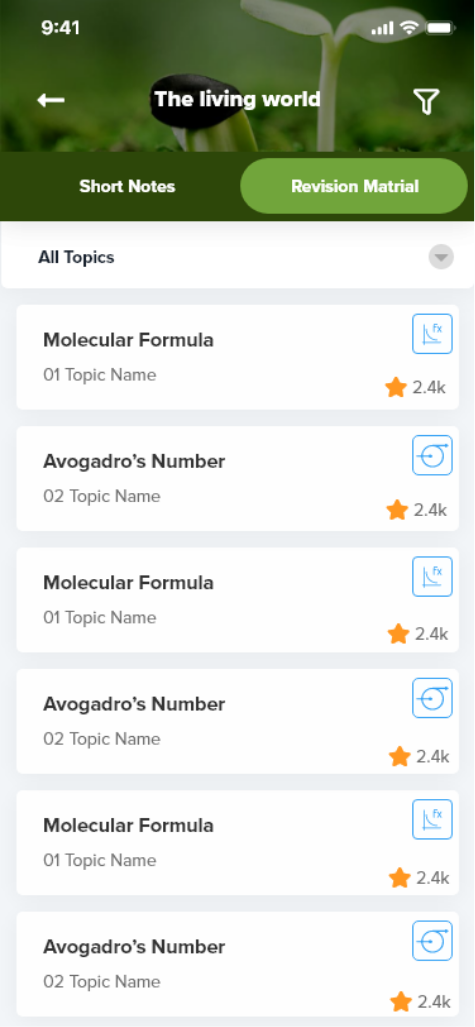 9:41
The living world
Short Notes
Revision Matrial
All Topics
Molecular Formula
fx
01 Topic Name
2.4k
Avogadro’s Number
02 Topic Name
2.4k
Molecular Formula
fx
01 Topic Name
2.4k
Avogadro’s Number
02 Topic Name
2.4k
Molecular Formula
fx
01 Topic Name
2.4k
Avogadro’s Number
02 Topic Name
2.4k